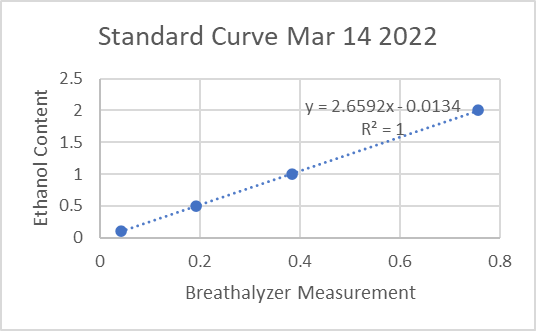 Standard Curve Mar 14 2022
2.5
2
1.5
1
0.5
0
y = 2.6592x - 0.0134
R² = 1
Ethanol Content
0 0.2 0.4 0.6 0.8
Breathalyzer Measurement